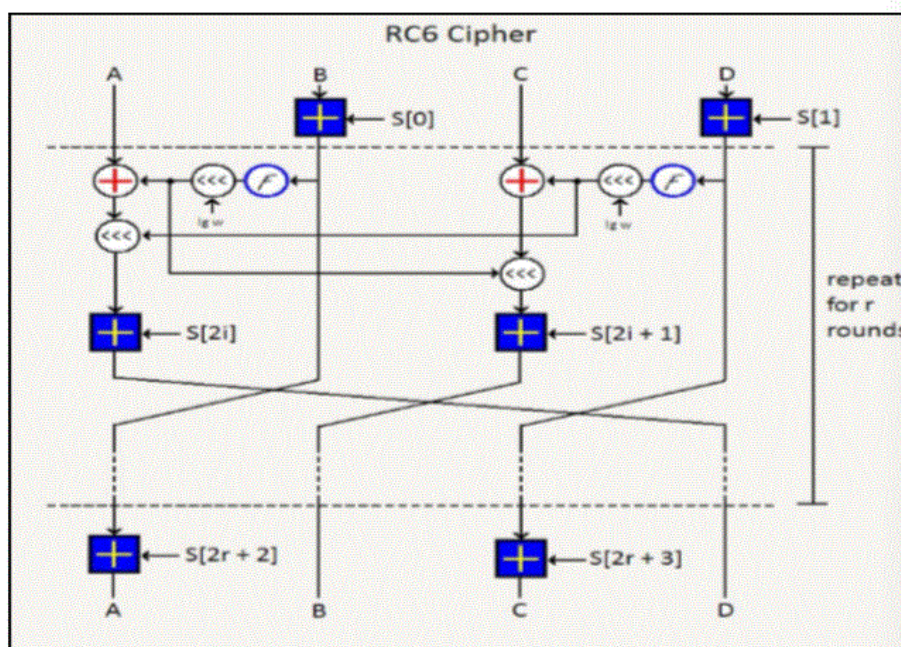 RC6 Cipher
A B C D
S[0] S[1]
<<< F <<< F
lg w lg w
<<<
<<<
repeat
for r
rounds
S[2i] S[2i + 1]
S[2r + 2] S[2r + 3]
A B C D